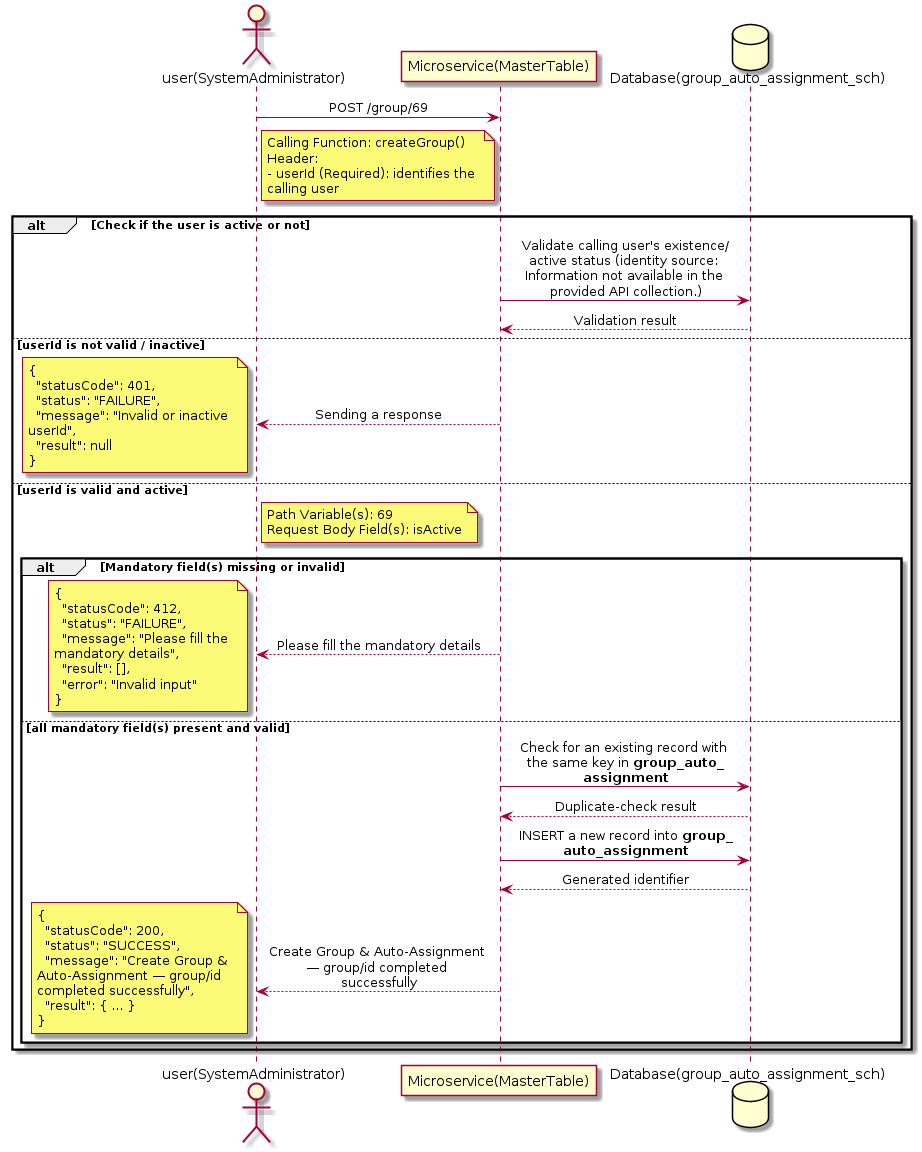 user(SystemAdministrator)
Microservice(MasterTable)
Database(group_auto_assignment_sch)
POST /group/69
Calling Function: createGroup()
Header:
- userId (Required): identifies the
calling user
alt
[Check if the user is active or not]
Validate calling user's existence/
active status (identity source:
Information not available in the
provided API collection.)
Validation result
[userId is not valid / inactive]
{
"statusCode": 401,
"status": "FAILURE",
"message": "Invalid or inactive
userId",
"result": null
}
Sending a response
[userId is valid and active]
Path Variable(s): 69
Request Body Field(s): isActive
alt
[Mandatory field(s) missing or invalid]
{
"statusCode": 412,
"status": "FAILURE",
"message": "Please fill the
mandatory details",
"result": [],
"error": "Invalid input"
}
Please fill the mandatory details
[all mandatory field(s) present and valid]
Check for an existing record with
the same key in group_auto_
assignment
Duplicate-check result
INSERT a new record into group_
auto_assignment
Generated identifier
{
"statusCode": 200,
"status": "SUCCESS",
"message": "Create Group &
Auto-Assignment — group/id
completed successfully",
"result": { ... }
}
Create Group & Auto-Assignment
— group/id completed
successfully
user(SystemAdministrator)
Microservice(MasterTable)
Database(group_auto_assignment_sch)